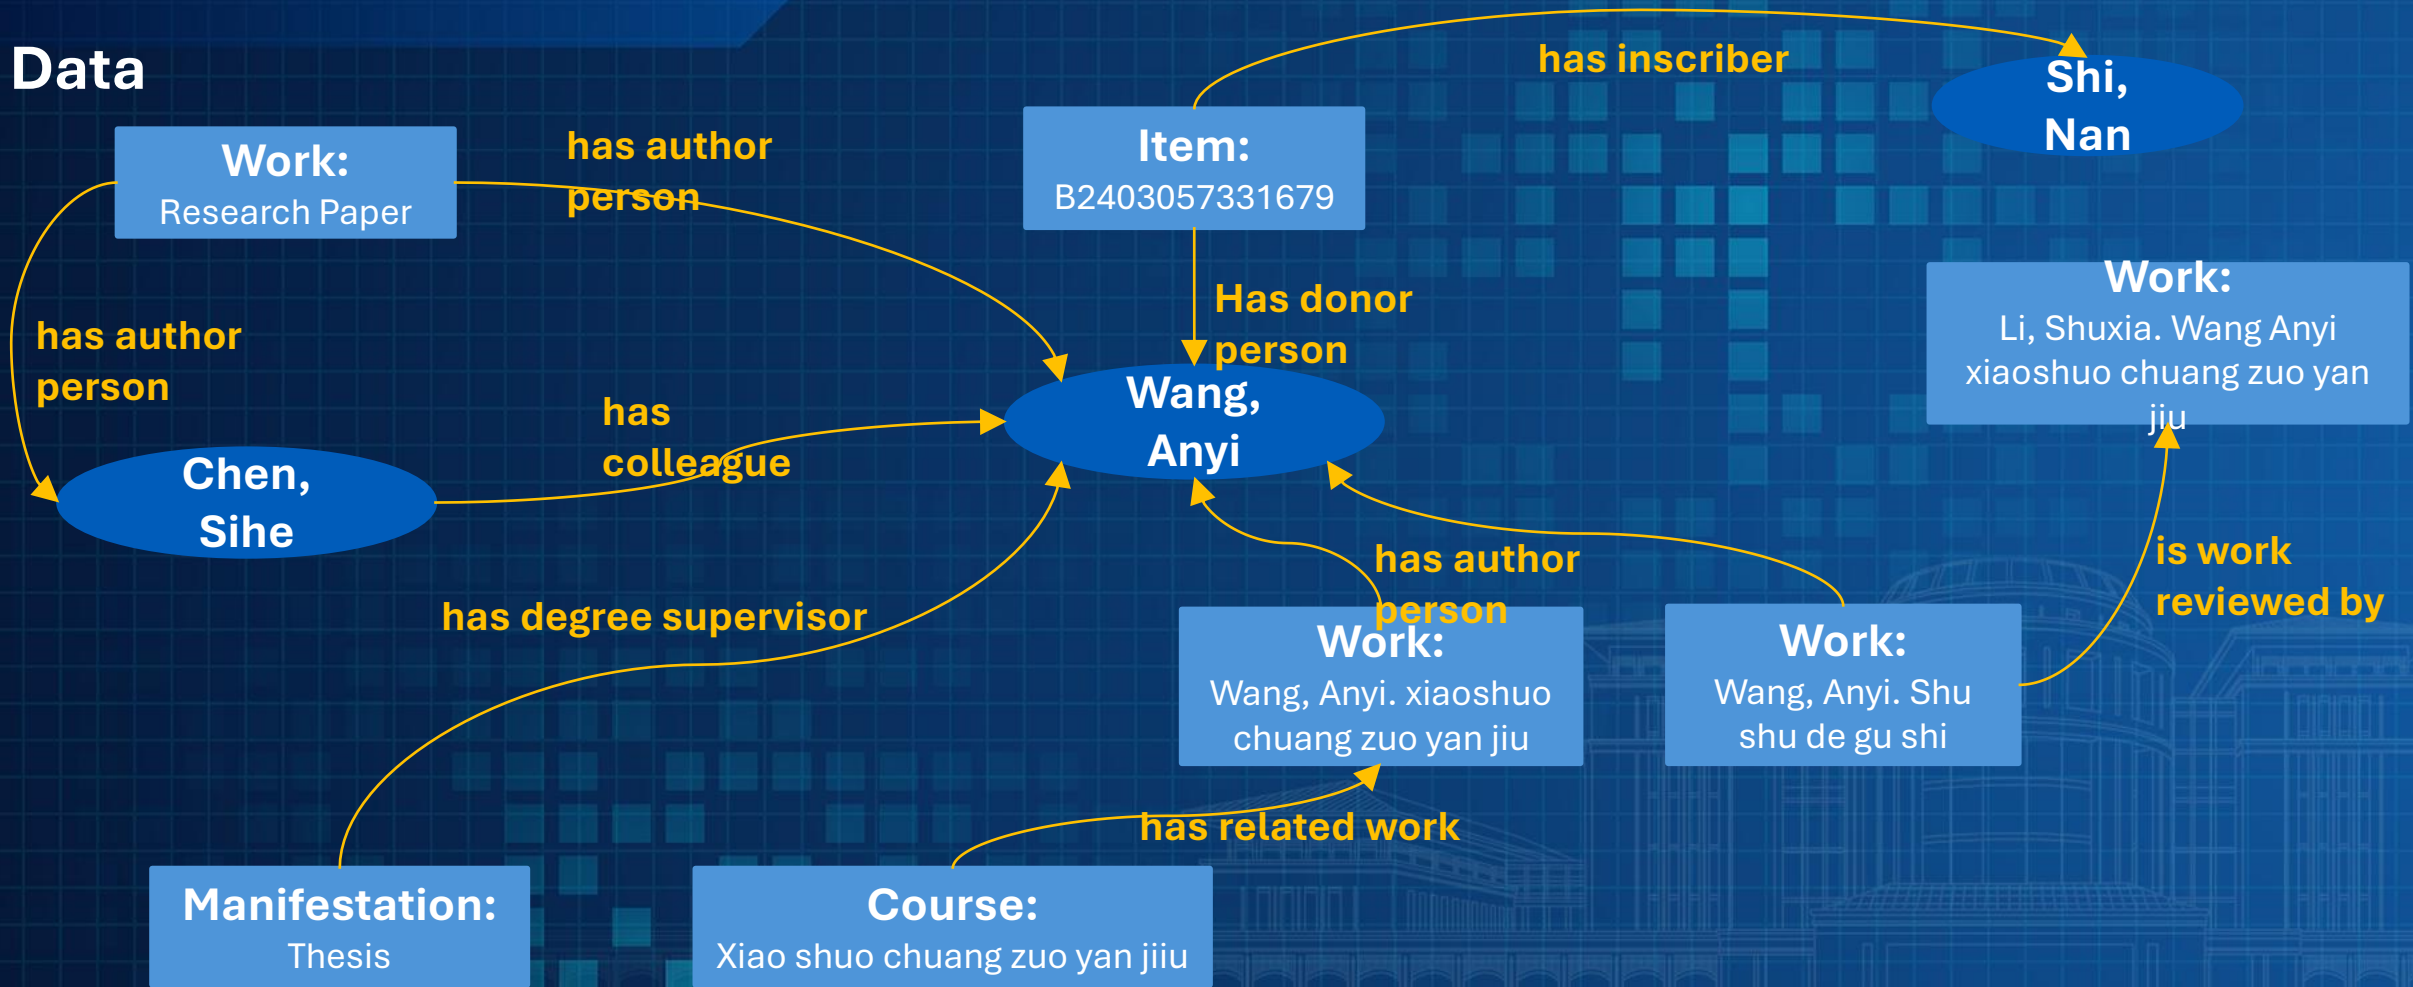 Data
has inscriber
Shi,
Nan
Work:
Research Paper
has author
person
Item:
B2403057331679
Has donor
person
Work:
Li, Shuxia. Wang Anyi
xiaoshuo chuang zuo yan
jiu
has author
person
has
colleague
Wang,
Anyi
Chen,
Sihe
has degree supervisor
has author
person
is work
reviewed by
Work:
Wang, Anyi. xiaoshuo
chuang zuo yan jiu
Work:
Wang, Anyi. Shu
shu de gu shi
has related work
Manifestation:
Thesis
Course:
Xiao shuo chuang zuo yan jiiu